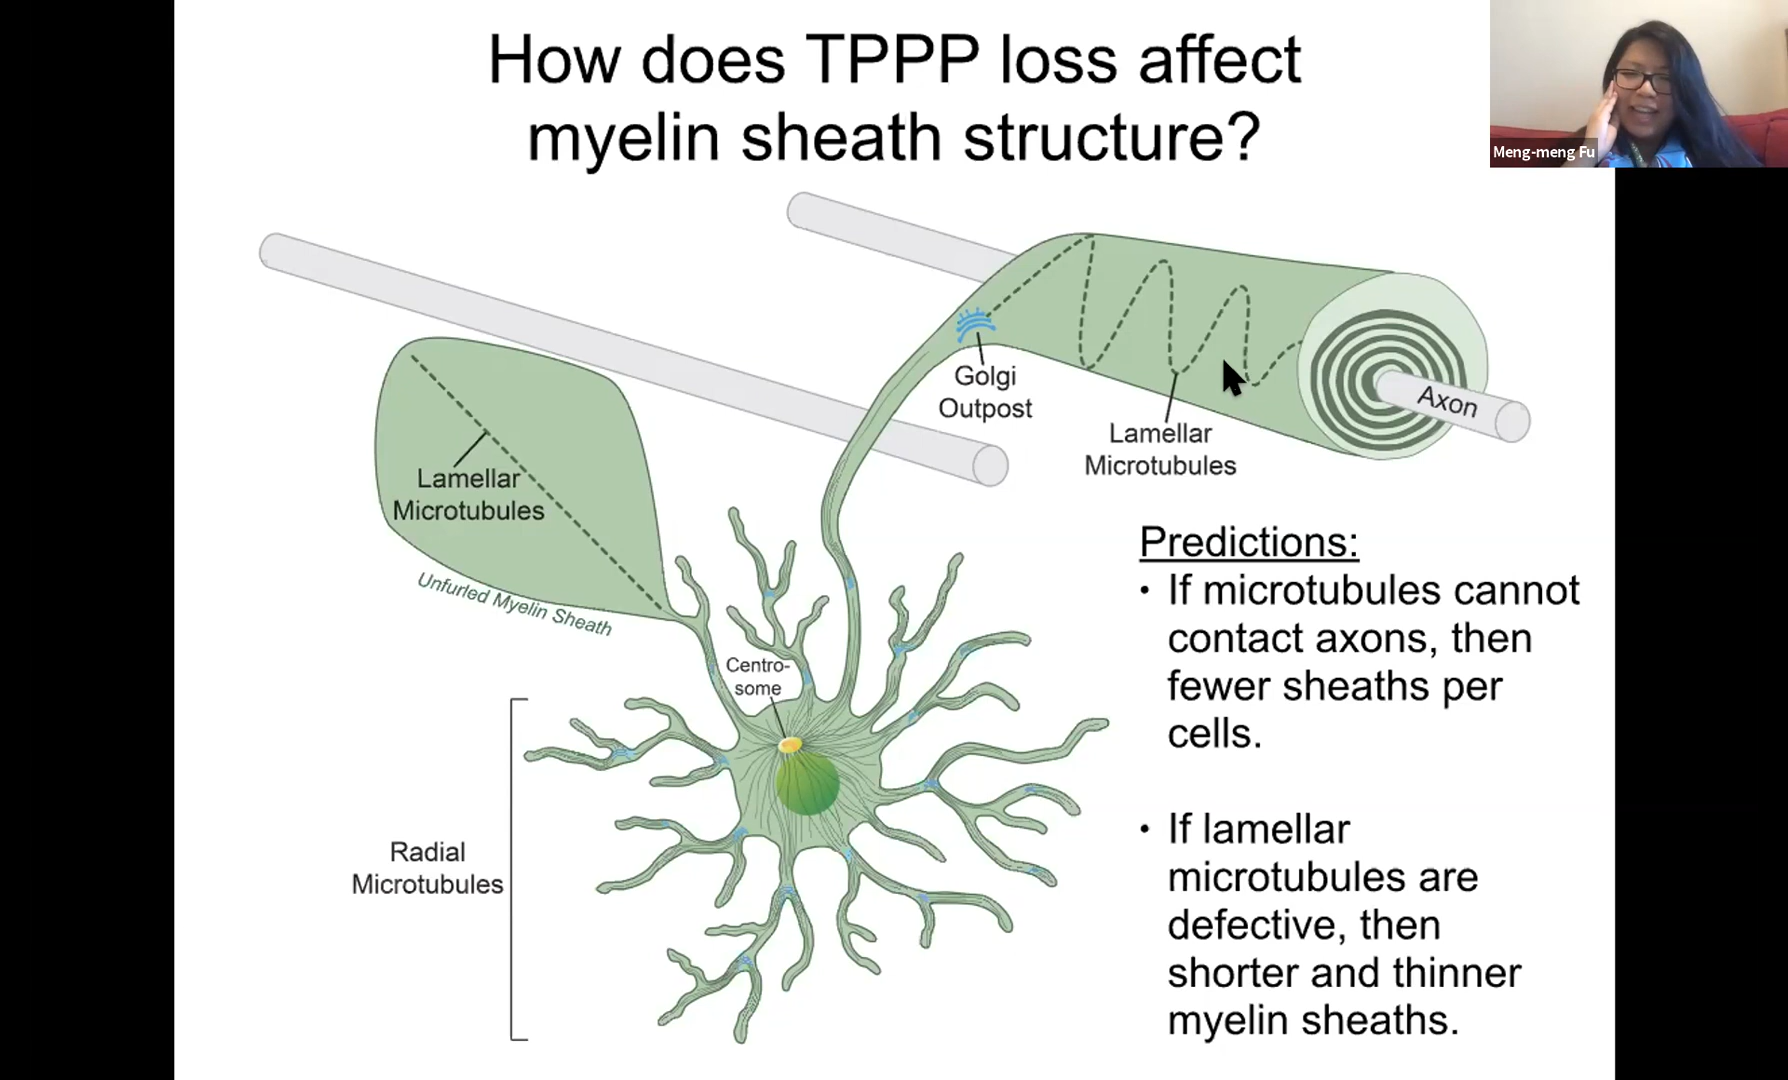 How does TPPP loss affect
myelin sheath structure?
Meng-meng Fu
Golgi
Outpost
Axon
Lamellar
Microtubules
Lamellar
Microtubules
Unfurled Myelin Sheath
Centro-
some
Radial
Microtubules
Predictions:
• If microtubules cannot
contact axons, then
fewer sheaths per
cells.
• If lamellar
microtubules are
defective, then
shorter and thinner
myelin sheaths.